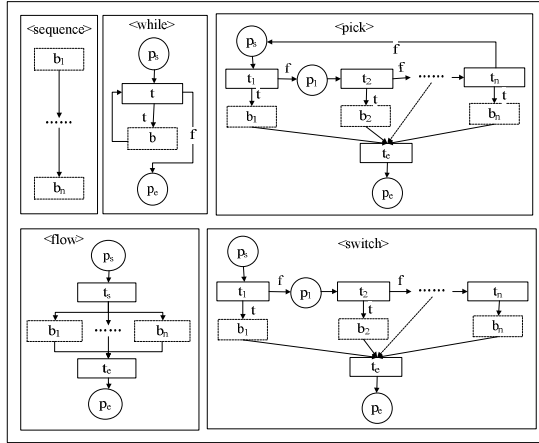 <sequence>
b1
......
bn
<while>
ps
t
t
f
b
pe
<pick>
ps
f
t1
f
p1
t2
f
......
tn
t
t
t
b1
b2
bn
te
pe
<flow>
ps
ts
b1
......
bn
te
pe
<switch>
ps
t1
f
p1
t2
f
......
tn
t
t
b1
b2
bn
te
pe